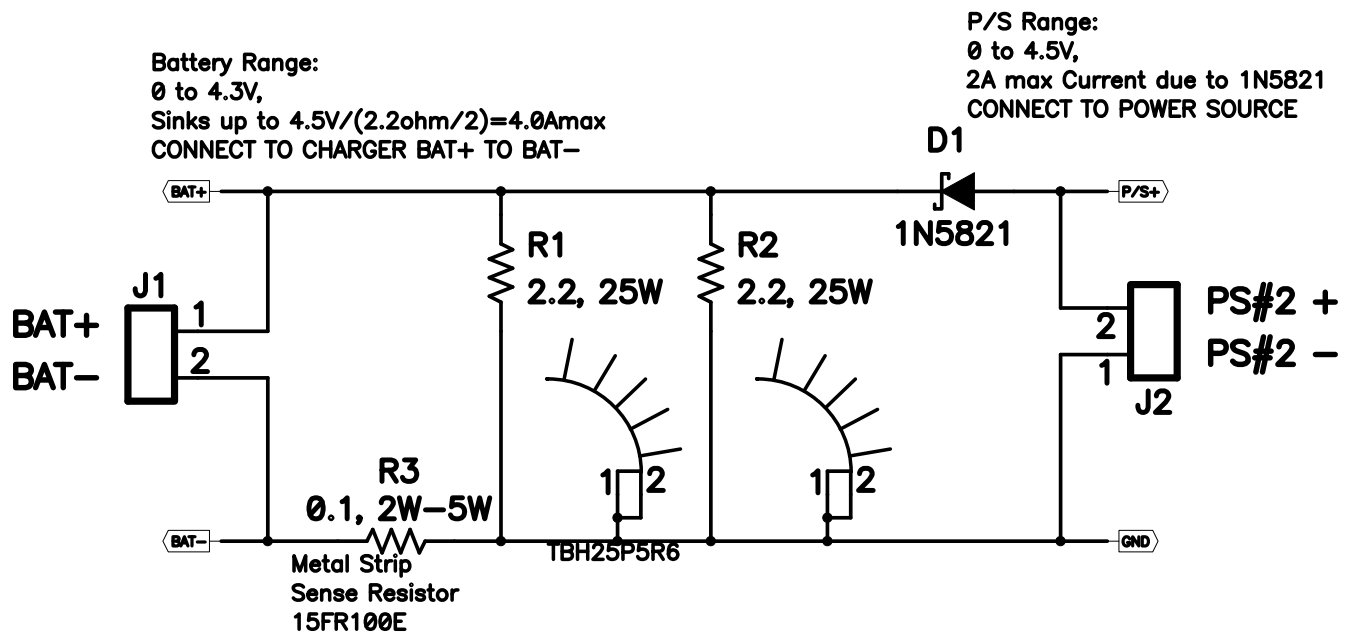 P/S Range:
0 to 4.5V,
2A max Current due to 1N5821
CONNECT TO POWER SOURCE
Battery Range:
0 to 4.3V,
Sinks up to 4.5V/(2.2ohm/2)=4.0Amax
CONNECT TO CHARGER BAT+ TO BAT-
D1
BAT+
P/S+
1N5821
R1
2.2, 25W
R2
2.2, 25W
J1
1
2
BAT+
BAT-
PS#2 +
PS#2 -
2
1
J2
R3
0.1, 2W-5W
1 2
1 2
BAT-
GND
TBH25P5R6
Metal Strip
Sense Resistor
15FR100E